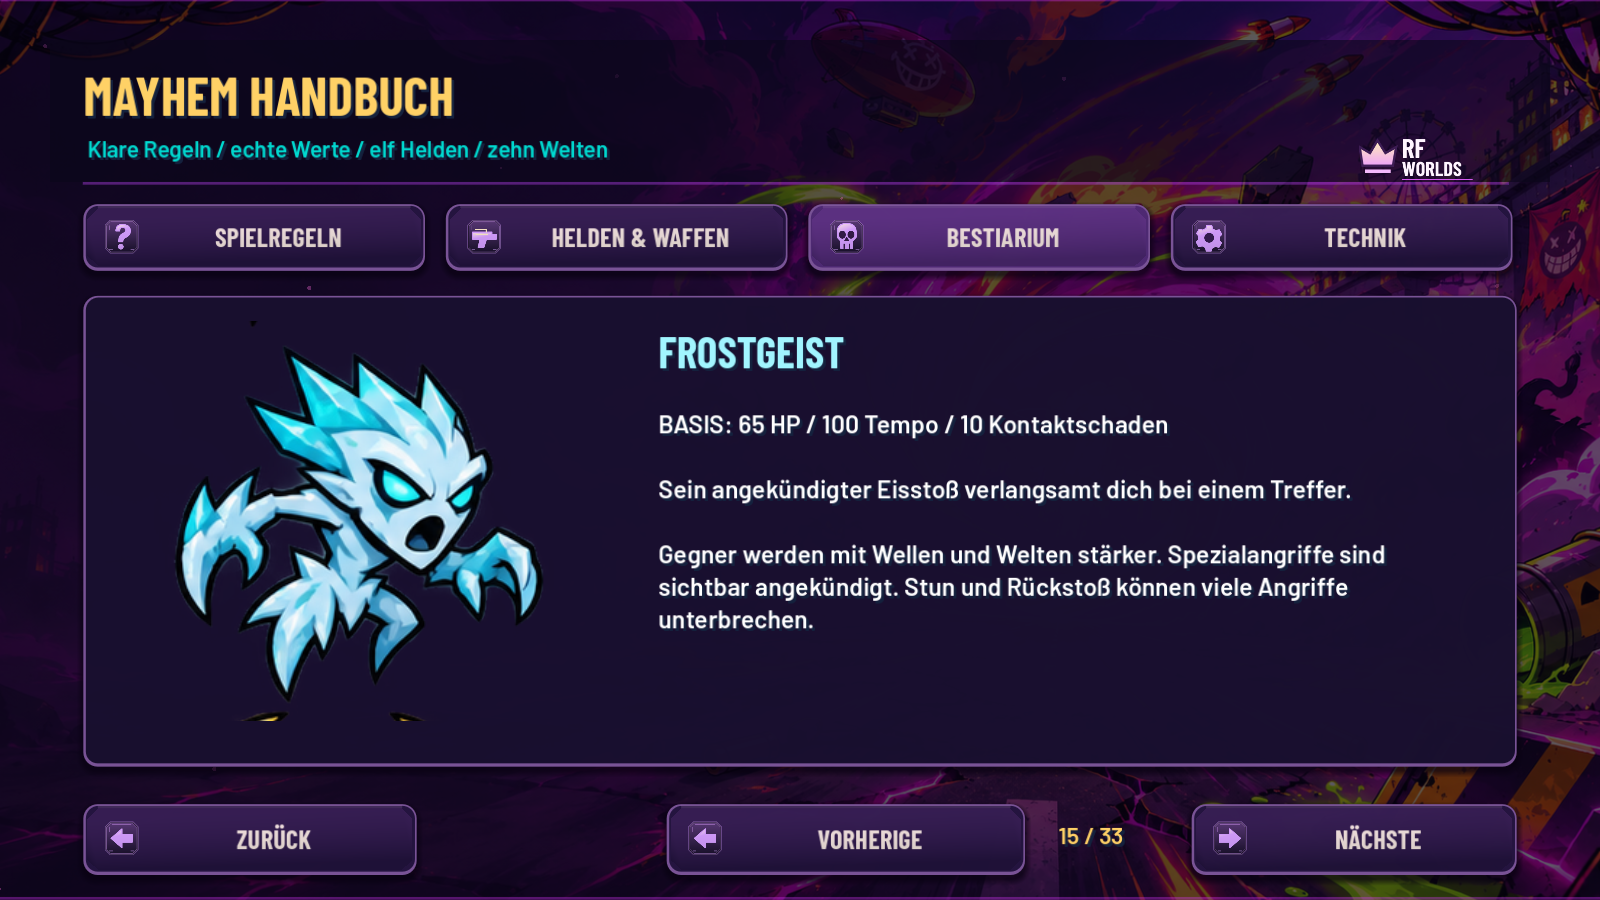 MAYHEM HANDBUCH
Klare Regeln / echte Werte / elf Helden / zehn Welten
RF
WORLDS
SPIELREGELN
HELDEN & WAFFEN
BESTIARIUM
TECHNIK
FROSTGEIST
BASIS: 65 HP / 100 Tempo / 10 Kontaktschaden
Sein angekündigter Eisstoß verlangsamt dich bei einem Treffer.
Gegner werden mit Wellen und Welten stärker. Spezialangriffe sind
sichtbar angekündigt. Stun und Rückstoß können viele Angriffe
unterbrechen.
ZURÜCK
VORHERIGE
15 / 33
NÄCHSTE